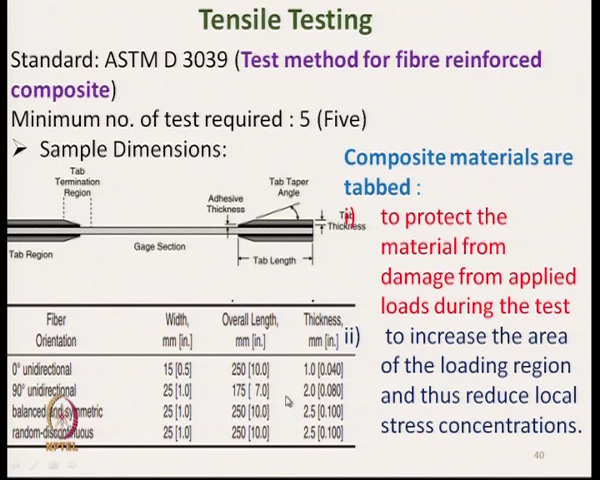 Tensile Testing
Standard: ASTM D 3039 (Test method for fibre reinforced
composite)
Minimum no. of test required : 5 (Five)
➢ Sample Dimensions:
Tab
Termination
Region
Adhesive
Thickness
Tab Taper
Angle
Tab
Thickness
Tab Region
Gage Section
Tab Length
Fiber
Orientation
Width,
mm [in.]
Overall Length,
mm [in.]
Thickness,
mm [in.]
0° unidirectional 15 [0.5] 250 [10.0] 1.0 [0.040]
90° unidirectional 25 [1.0] 175 [ 7.0] 2.0 [0.080]
balanced and symmetric 25 [1.0] 250 [10.0] 2.5 [0.100]
random-discontinuous 25 [1.0] 250 [10.0] 2.5 [0.100]
NPTEL
Composite materials are
tabbed :
i) to protect the
material from
damage from applied
loads during the test
ii) to increase the area
of the loading region
and thus reduce local
stress concentrations.
40